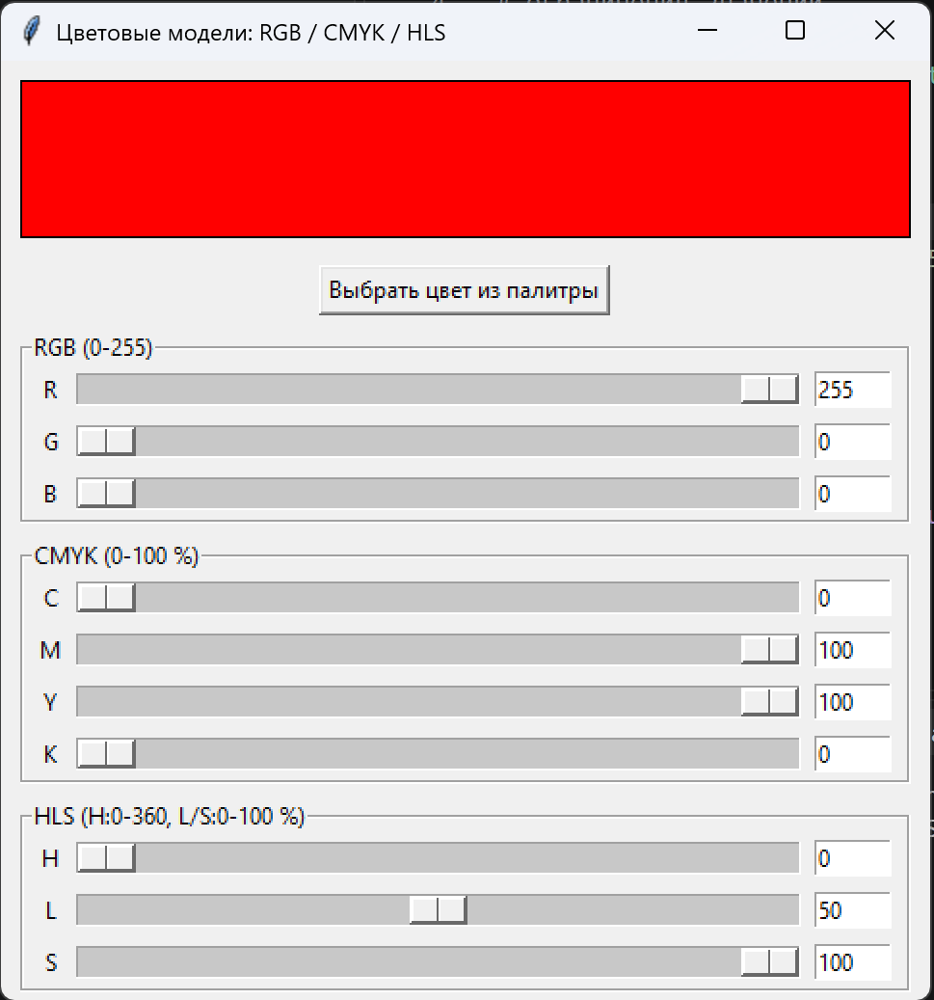 Цветовые модели: RGB / CMYK / HLS
Выбрать цвет из палитры
RGB (0-255)
R 255
G 0
B 0
CMYK (0-100 %)
C 0
M 100
Y 100
K 0
HLS (H:0-360, L/S:0-100 %)
H 0
L 50
S 100